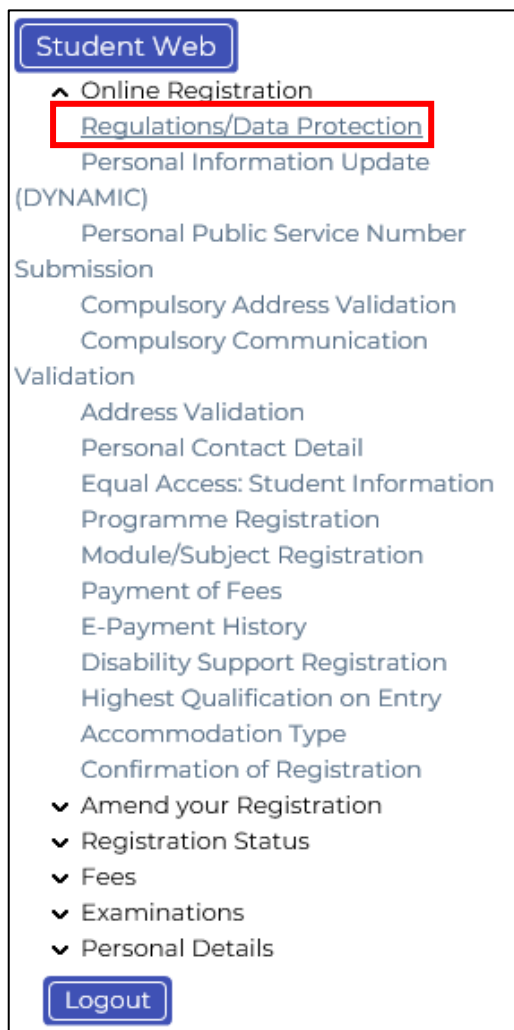 Student Web
Online Registration
Regulations/Data Protection
Personal Information Update
(DYNAMIC)
Personal Public Service Number
Submission
Compulsory Address Validation
Compulsory Communication
Validation
Address Validation
Personal Contact Detail
Equal Access: Student Information
Programme Registration
Module/Subject Registration
Payment of Fees
E-Payment History
Disability Support Registration
Highest Qualification on Entry
Accommodation Type
Confirmation of Registration
Amend your Registration
Registration Status
Fees
Examinations
Personal Details
Logout